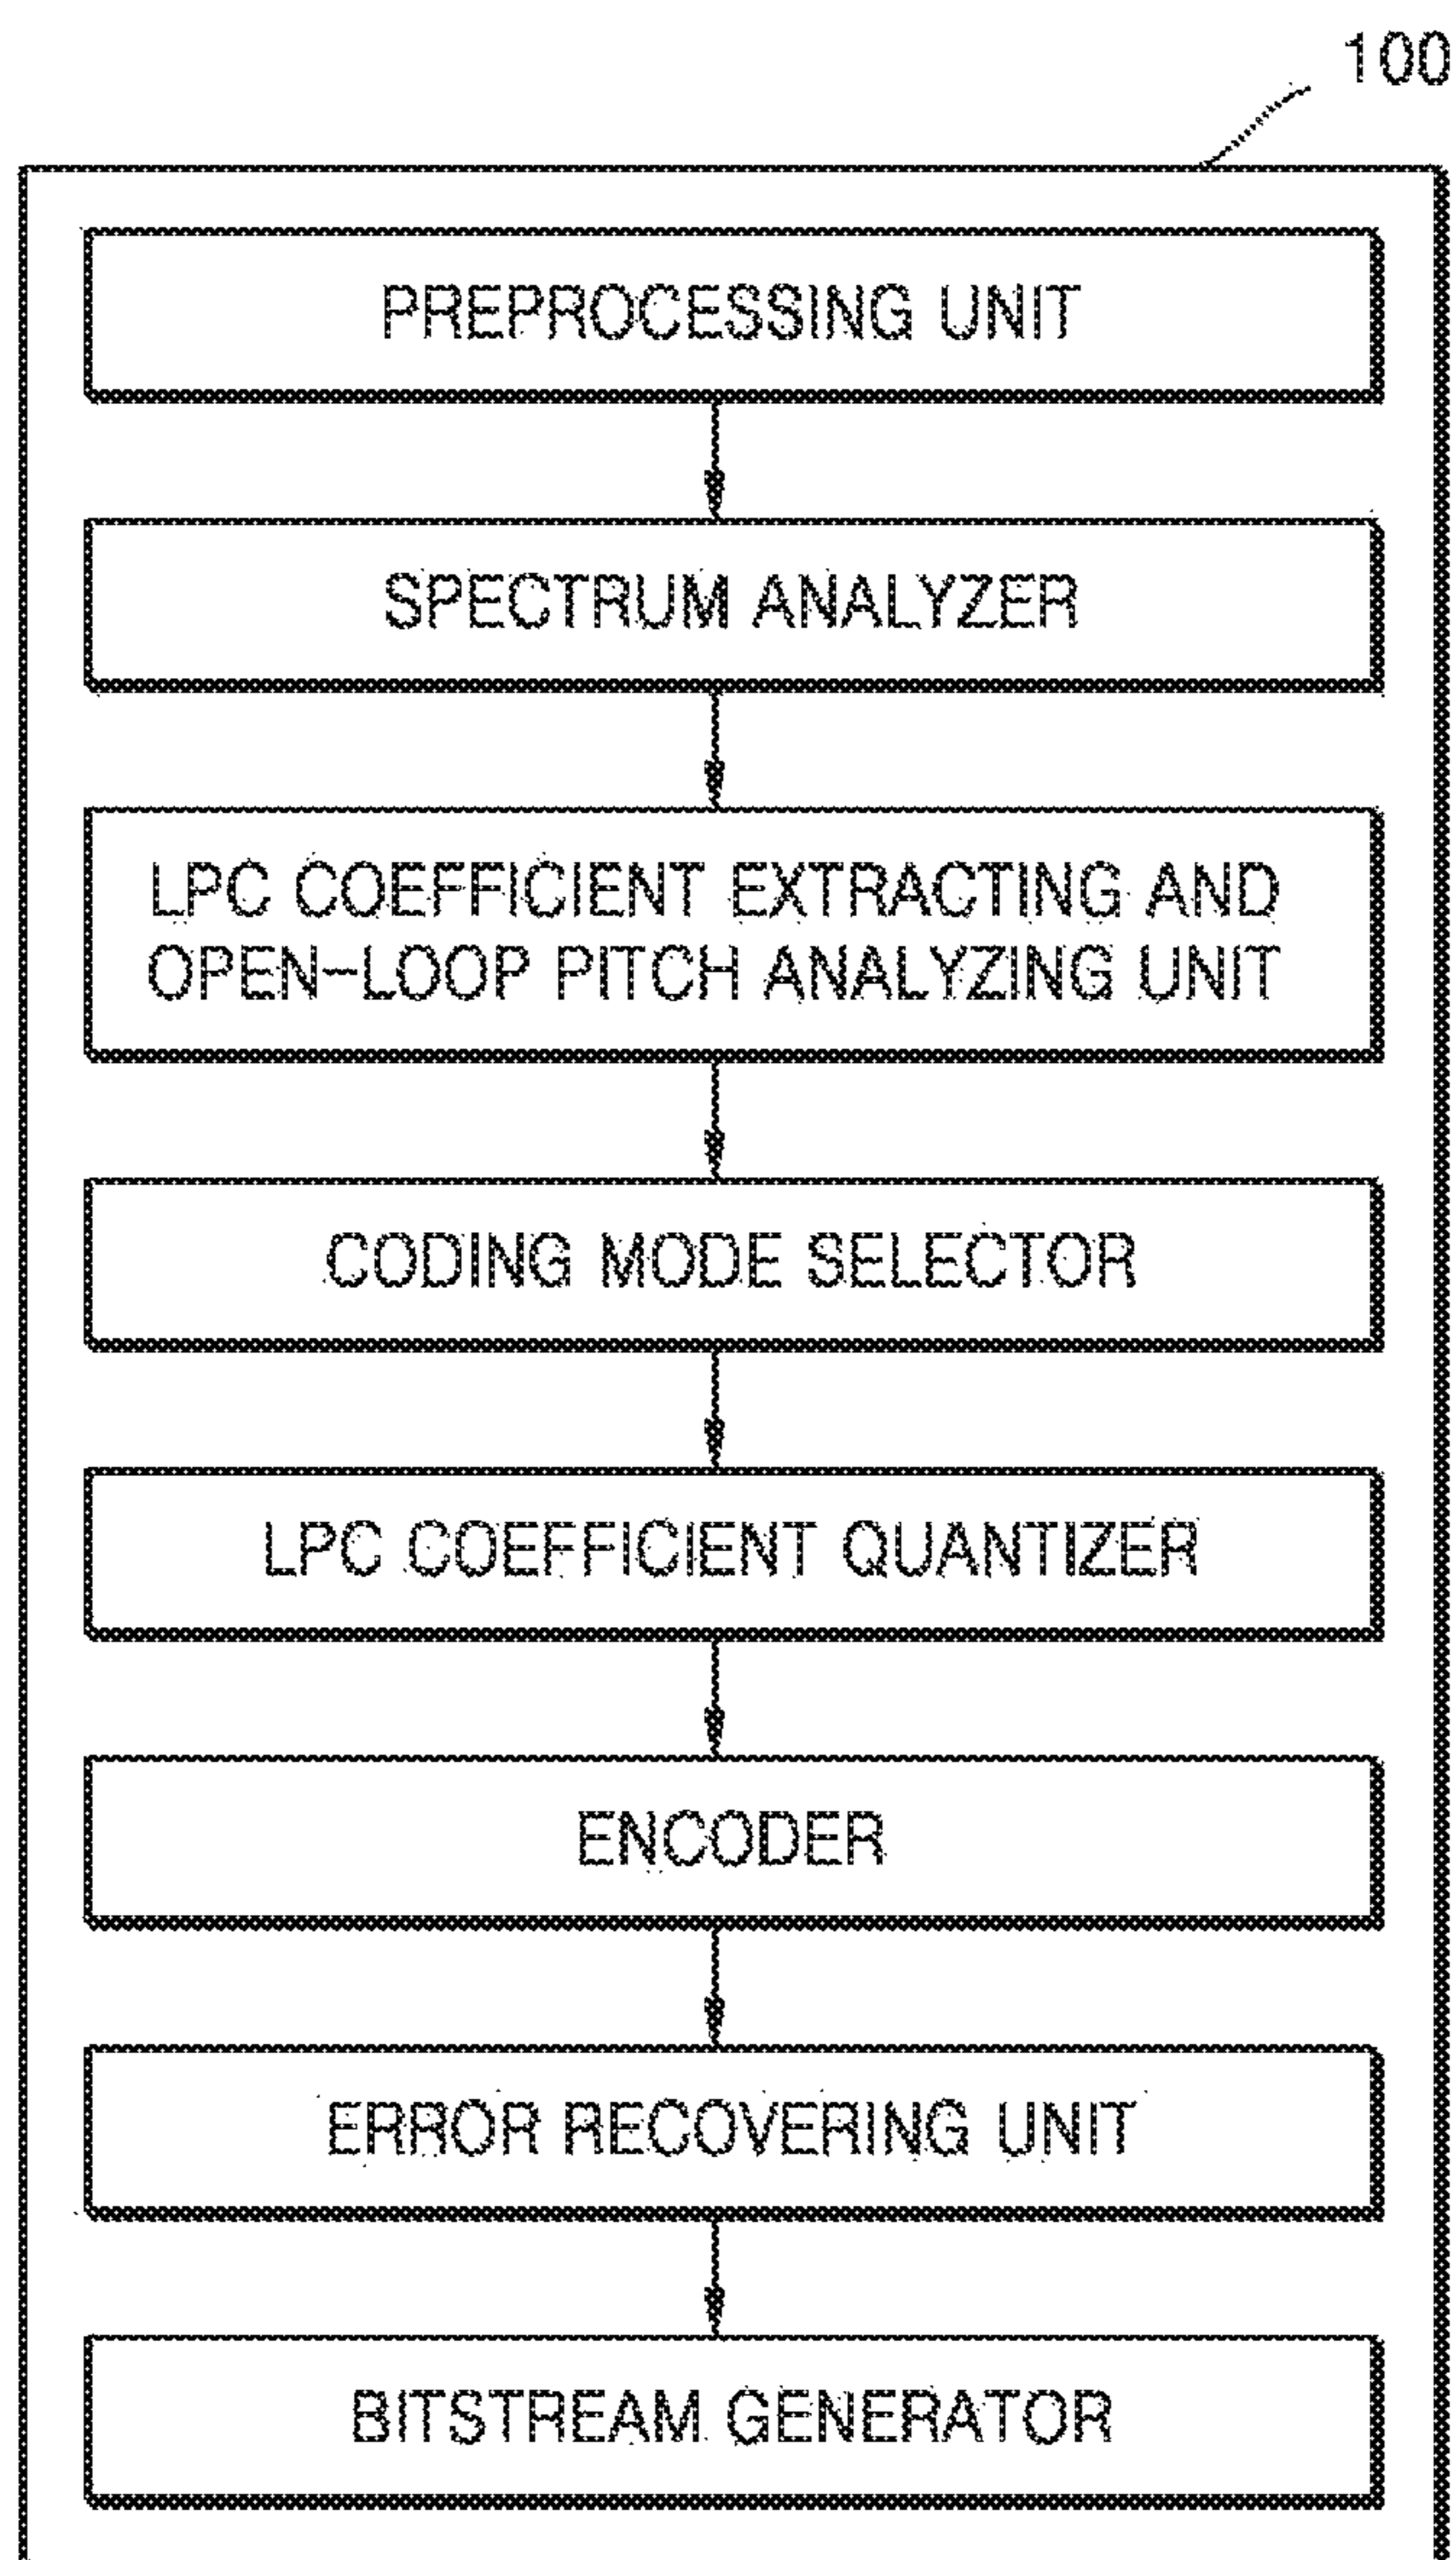 100
PREPROCESSING UNIT
SPECTRUM ANALYZER
LPC COEFFICIENT EXTRACTING AND
OPEN-LOOP PITCH ANALYZING UNIT
CODING MODE SELECTOR
LPC COEFFICIENT QUANTIZER
ENCODER
ERROR RECOVERING UNIT
BITSTREAM GENERATOR